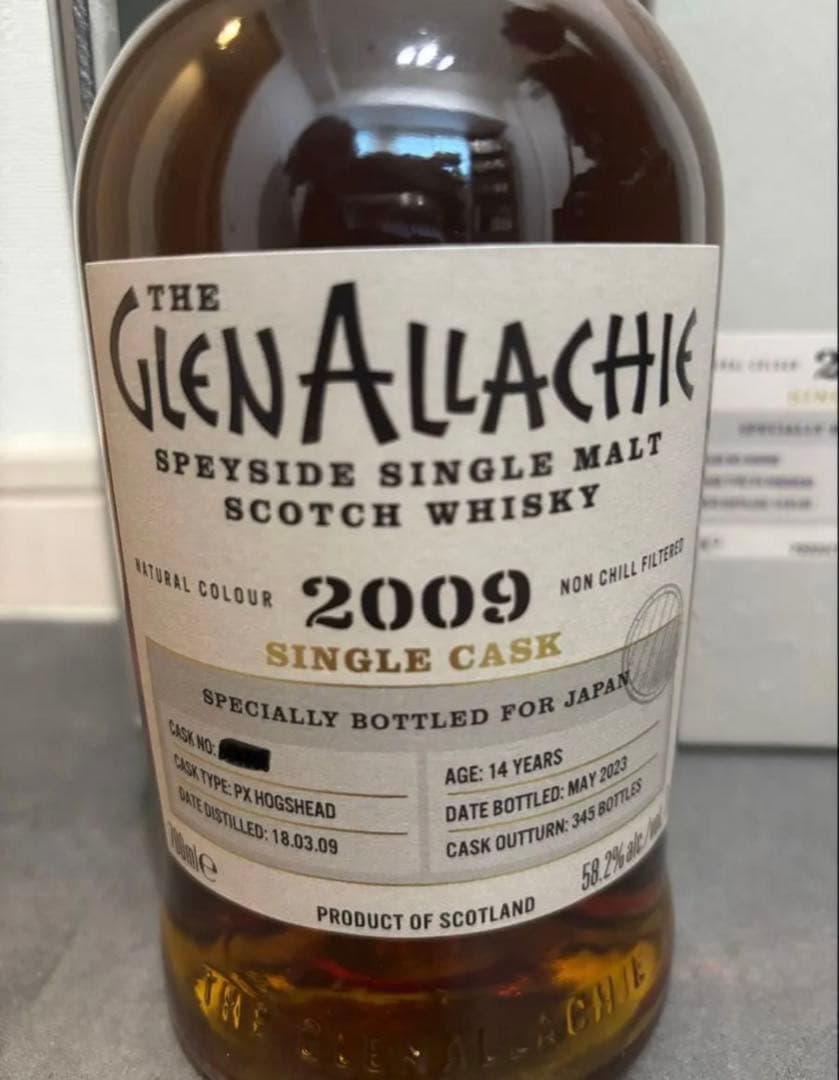 THE
GLENALLACHIE
SPEYSIDE SINGLE MALT
SCOTCH WHISKY
NATURAL COLOUR 2009 NON CHILL FILTERED
SINGLE CASK
SPECIALLY BOTTLED FOR JAPAN
CASK NO:
CASK TYPE: PX HOGSHEAD
DATE DISTILLED: 18.03.09
AGE: 14 YEARS
DATE BOTTLED: MAY 2023
CASK OUTTURN: 345 BOTTLES
700ml℮
58.2% alc./vol.
PRODUCT OF SCOTLAND
THE GLENALLACHIE